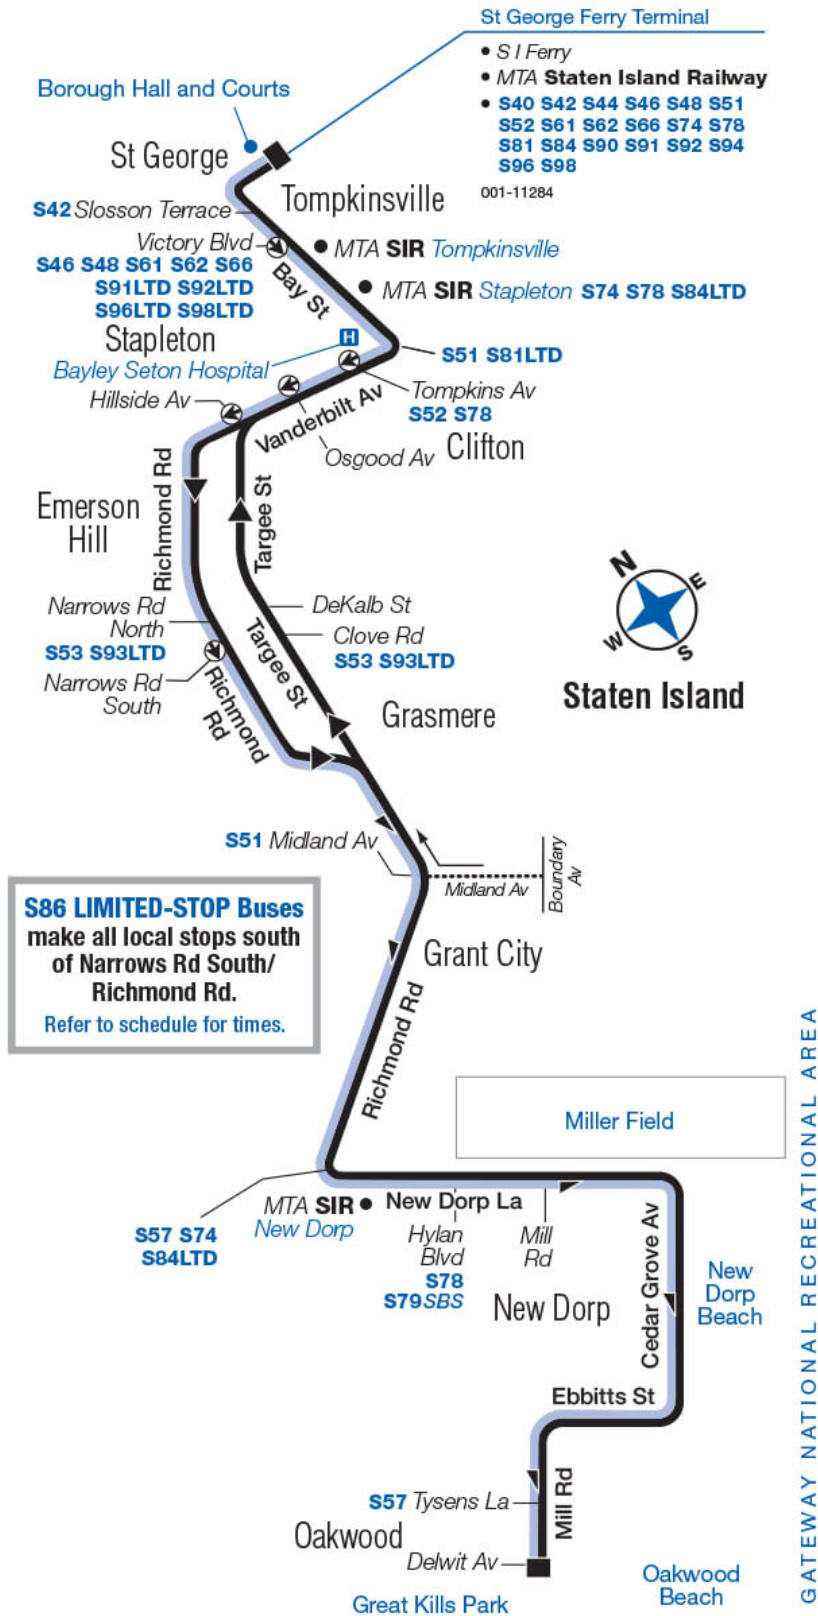 St George Ferry Terminal
• S I Ferry
• MTA Staten Island Railway
• S40 S42 S44 S46 S48 S51
S52 S61 S62 S66 S74 S78
S81 S84 S90 S91 S92 S94
S96 S98
001-11284
Borough Hall and Courts
St George
Tompkinsville
S42 Slosson Terrace
Victory Blvd
S46 S48 S61 S62 S66
S91LTD S92LTD
S96LTD S98LTD
MTA SIR Tompkinsville
Bay St
MTA SIR Stapleton S74 S78 S84LTD
Stapleton
H
Bayley Seton Hospital
S51 S81LTD
Hillside Av
Tompkins Av
S52 S78
Vanderbilt Av
Osgood Av
Clifton
Richmond Rd
Targee St
Emerson
Hill
N
E
W
S
Staten Island
Narrows Rd
North
S53 S93LTD
Narrows Rd
South
DeKalb St
Clove Rd
S53 S93LTD
Targee St
Richmond
Rd
Grasmere
S51 Midland Av
Midland Av
Boundary
Av
S86 LIMITED-STOP Buses
make all local stops south
of Narrows Rd South/
Richmond Rd.
Refer to schedule for times.
Grant City
Richmond Rd
Miller Field
GATEWAY NATIONAL RECREATIONAL AREA
S57 S74
S84LTD
MTA SIR •
New Dorp
New Dorp La
Hylan
Blvd
S78
S79SBS
Mill
Rd
New Dorp
Cedar Grove Av
New
Dorp
Beach
Ebbitts St
S57 Tysens La
Mill Rd
Oakwood
Delwit Av
Great Kills Park
Oakwood
Beach